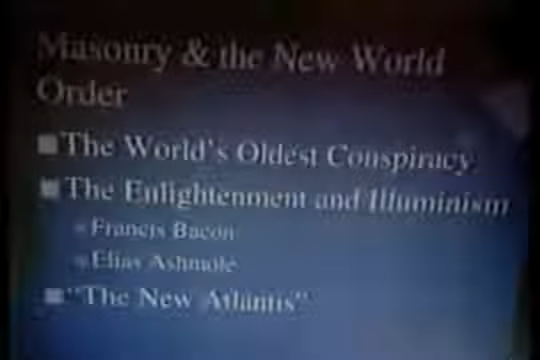 Masonry & the New World
Order
The World's Oldest Conspiracy
The Enlightenment and Illuminism
Francis Bacon
Elias Ashmole
"The New Atlantis"